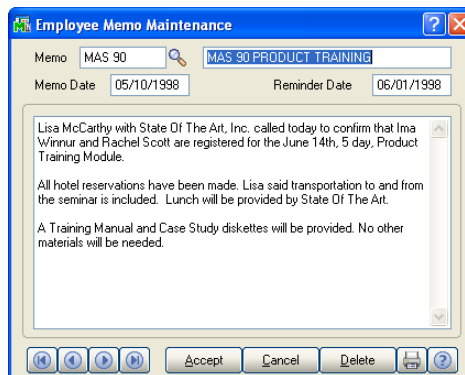 Employee Memo Maintenance
Memo MAS 90 MAS 90 PRODUCT TRAINING
Memo Date 05/10/1998 Reminder Date 06/01/1998
Lisa McCarthy with State Of The Art, Inc. called today to confirm that Ima
Winnur and Rachel Scott are registered for the June 14th, 5 day, Product
Training Module.
All hotel reservations have been made. Lisa said transportation to and from
the seminar is included.  Lunch will be provided by State Of The Art.
A Training Manual and Case Study diskettes will be provided. No other
materials will be needed.
Accept Cancel Delete